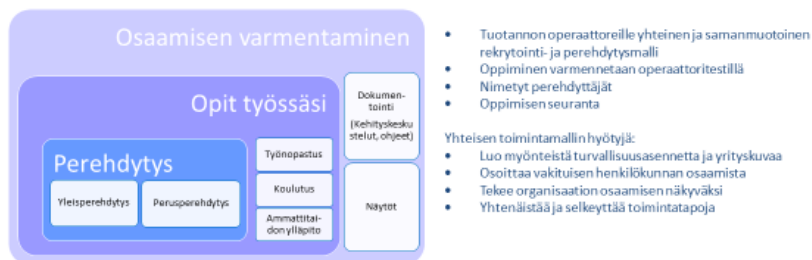 Osaamisen varmentaminen
Opit työssäsi
Perehdytys
Yleisperehdytys
Perusperehdytys
Työnopastus
Koulutus
Ammattitai-
don ylläpito
Dokumen-
tointi
(Kehityskesku
stelut, ohjeet)
Näytöt
• Tuotannon operaattoreille yhteinen ja samanmuotoinen
rekrytointi- ja perehdytysmalli
• Oppiminen varmennetaan operaattoritestillä
• Nimetyt perehdyttäjät
• Oppimisen seuranta
Yhteisen toimintamallin hyötyjä:
• Luo myönteistä turvallisuusasennetta ja yrityskuvaa
• Osoittaa vakituisen henkilökunnan osaamista
• Tekee organisaation osaamisen näkyväksi
• Yhtenäistää ja selkeyttää toimintatapoja